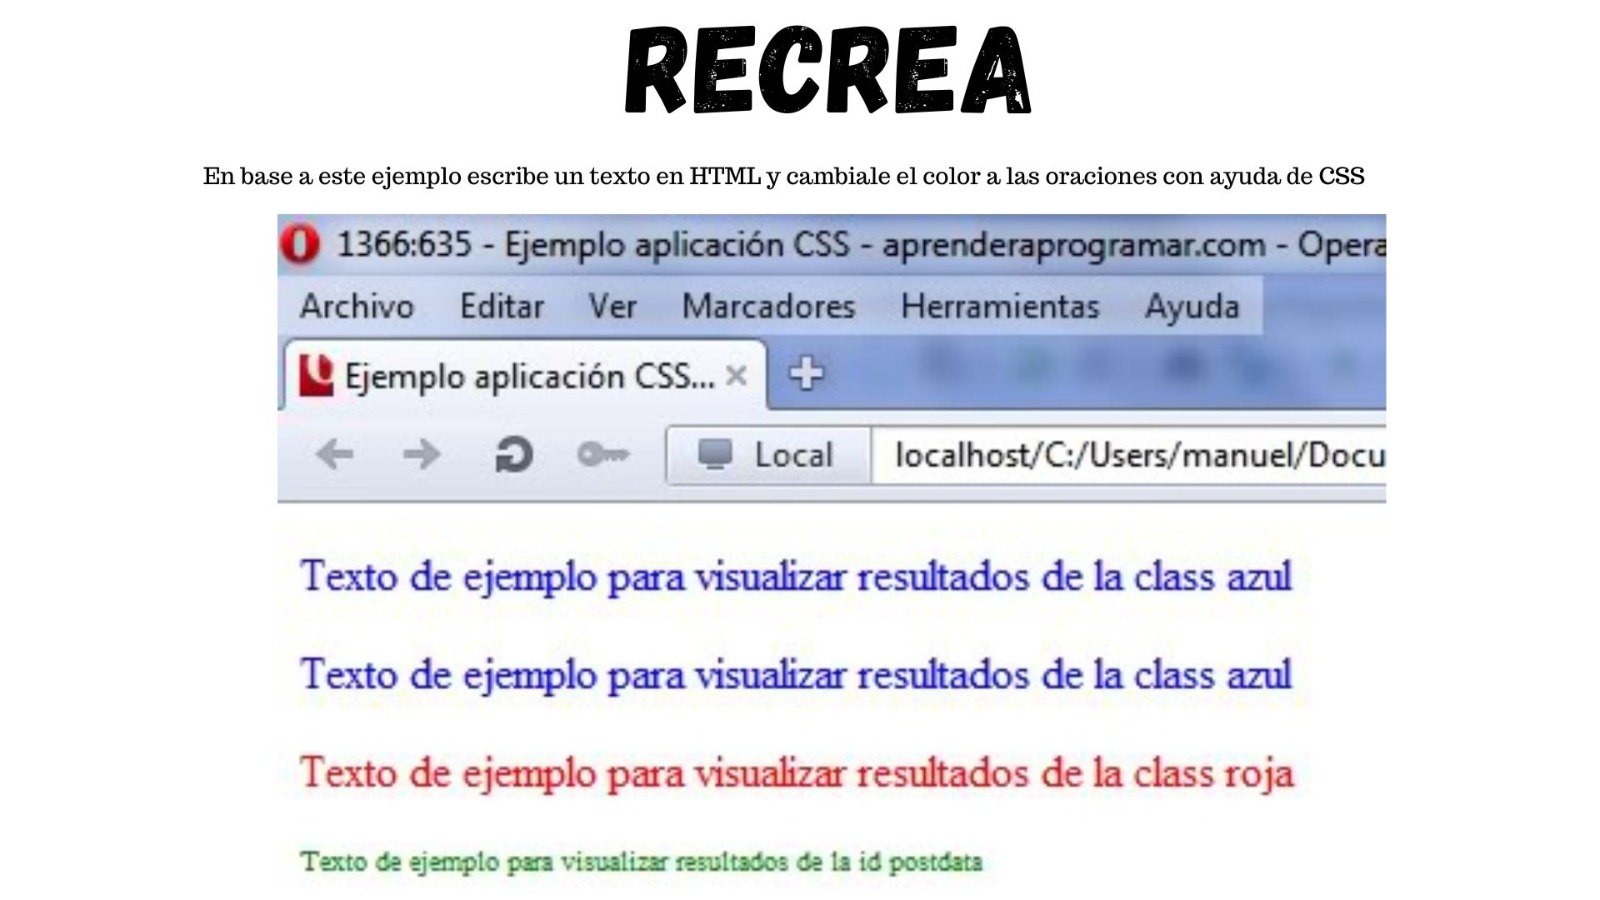 RECREA
En base a este ejemplo escribe un texto en HTML y cambiale el color a las oraciones con ayuda de CSS
1366:635 - Ejemplo aplicación CSS - aprenderaprogramar.com - Opera
Archivo Editar Ver Marcadores Herramientas Ayuda
Ejemplo aplicación CSS...
Local localhost/C:/Users/manuel/Docu
Texto de ejemplo para visualizar resultados de la class azul
Texto de ejemplo para visualizar resultados de la class azul
Texto de ejemplo para visualizar resultados de la class roja
Texto de ejemplo para visualizar resultados de la id postdata